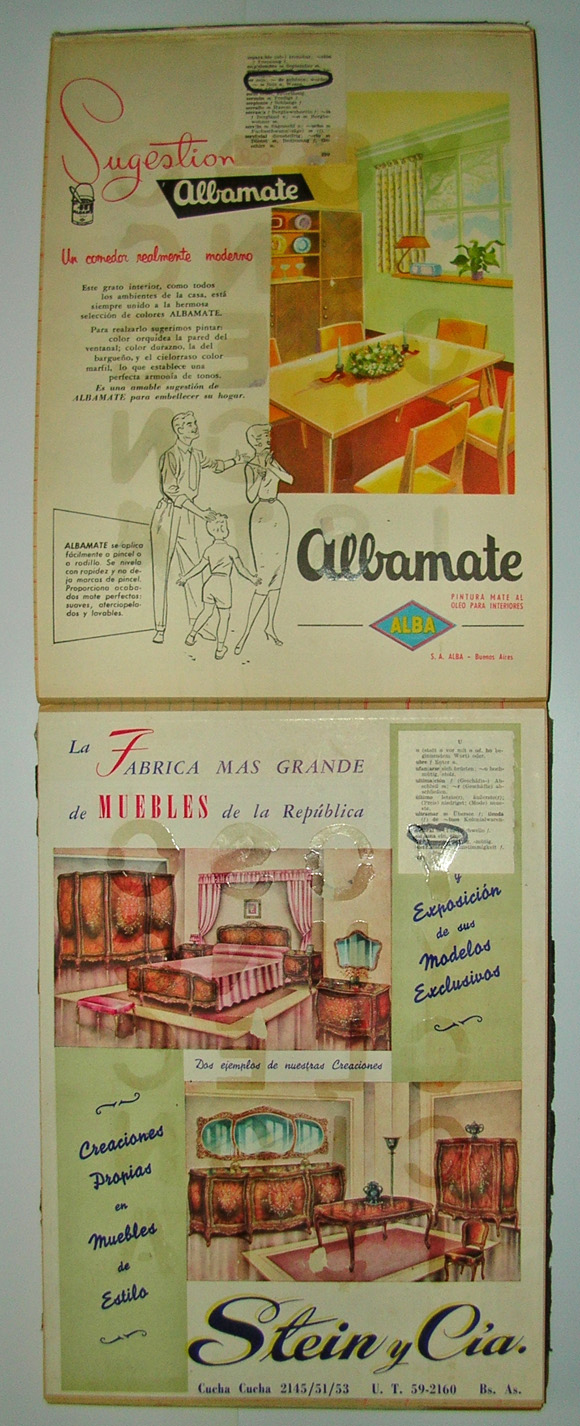 Sugestion
Albamate
Un comedor realmente moderno
Este grato interior, como todos
los ambientes de la casa, está
siempre unido a la hermosa
selección de colores ALBAMATE.
Para realzarlo sugerimos pintar:
color orquídea la pared del
ventanal; color durazno, la del
bargueño, y el cielorraso color
marfil, lo que establece una
perfecta armonía de tonos.
Es una amable sugestión de
ALBAMATE para embellecer su hogar.
ALBAMATE se aplica
fácilmente a pincel o
a rodillo. Se nivela
con rapidez y no de-
ja marcas de pincel.
Proporciona acaba-
dos mate perfectos:
suaves, aterciopela-
dos y lavables.
Albamate
PINTURA MATE AL
OLEO PARA INTERIORES
ALBA
S. A. ALBA - Buenos Aires
La FABRICA MAS GRANDE
de MUEBLES de la República
U
y
Exposición
de sus
Modelos
Exclusivos
Dos ejemplos de nuestras Creaciones
Creaciones
Propias
en
Muebles
de
Estilo
Stein y Cía.
Cucha Cucha 2145/51/53 U. T. 59-2160 Bs. As.